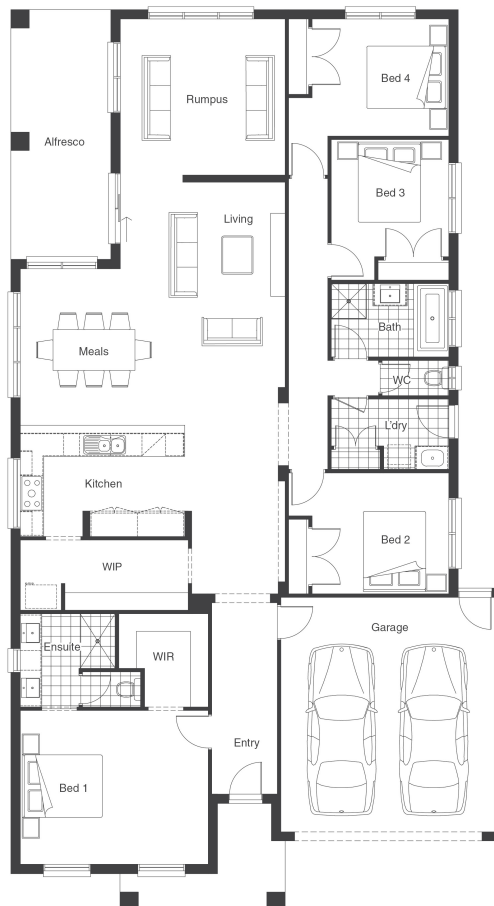 Bed 4
Rumpus
Alfresco
Bed 3
Living
Bath
Meals
WC
L'dry
Kitchen
Bed 2
WIP
Garage
Ensuite
WIR
Entry
Bed 1